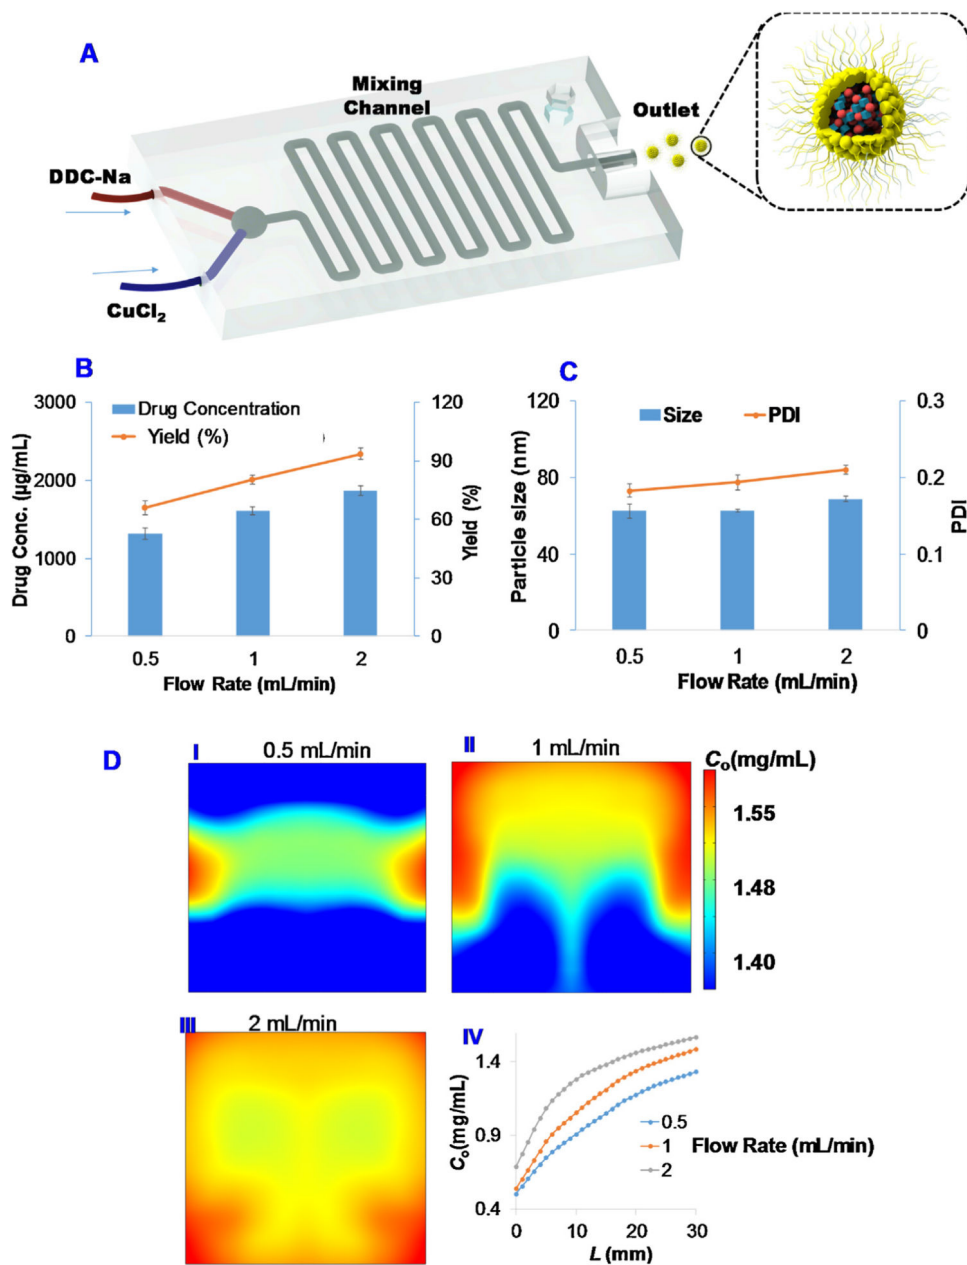 A
Mixing
Channel
Outlet
DDC-Na
CuCl₂
B
3000
2500
2000
1500
1000
1000
0
Drug Conc. (µg/mL)
Drug Concentration
Yield (%)
)
120
90
60
30
0
Yield (%)
0.5
1
2
Flow Rate (mL/min)
C
120
80
40
0
Particle size (nm)
Size
PDI
0.3
0.2
0.1
0
PDI
0.5
1
2
Flow Rate (mL/min)
D
I
0.5 mL/min
II
1 mL/min
C₀(mg/mL)
1.55
1.48
1.40
III
2 mL/min
IV
1.4
0.9
0.4
C₀(mg/mL)
0.5
1
2
Flow Rate (mL/min)
0
10
20
30
L (mm)